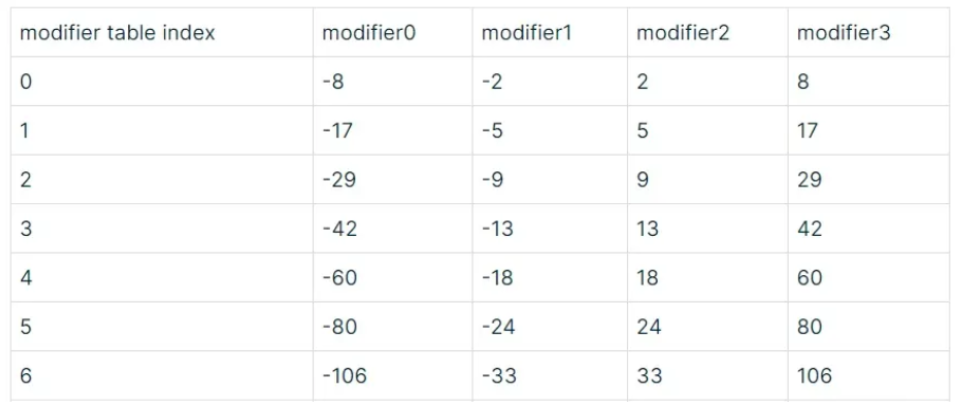 modifier table index modifier0 modifier1 modifier2 modifier3
0 -8 -2 2 8
1 -17 -5 5 17
2 -29 -9 9 29
3 -42 -13 13 42
4 -60 -18 18 60
5 -80 -24 24 80
6 -106 -33 33 106